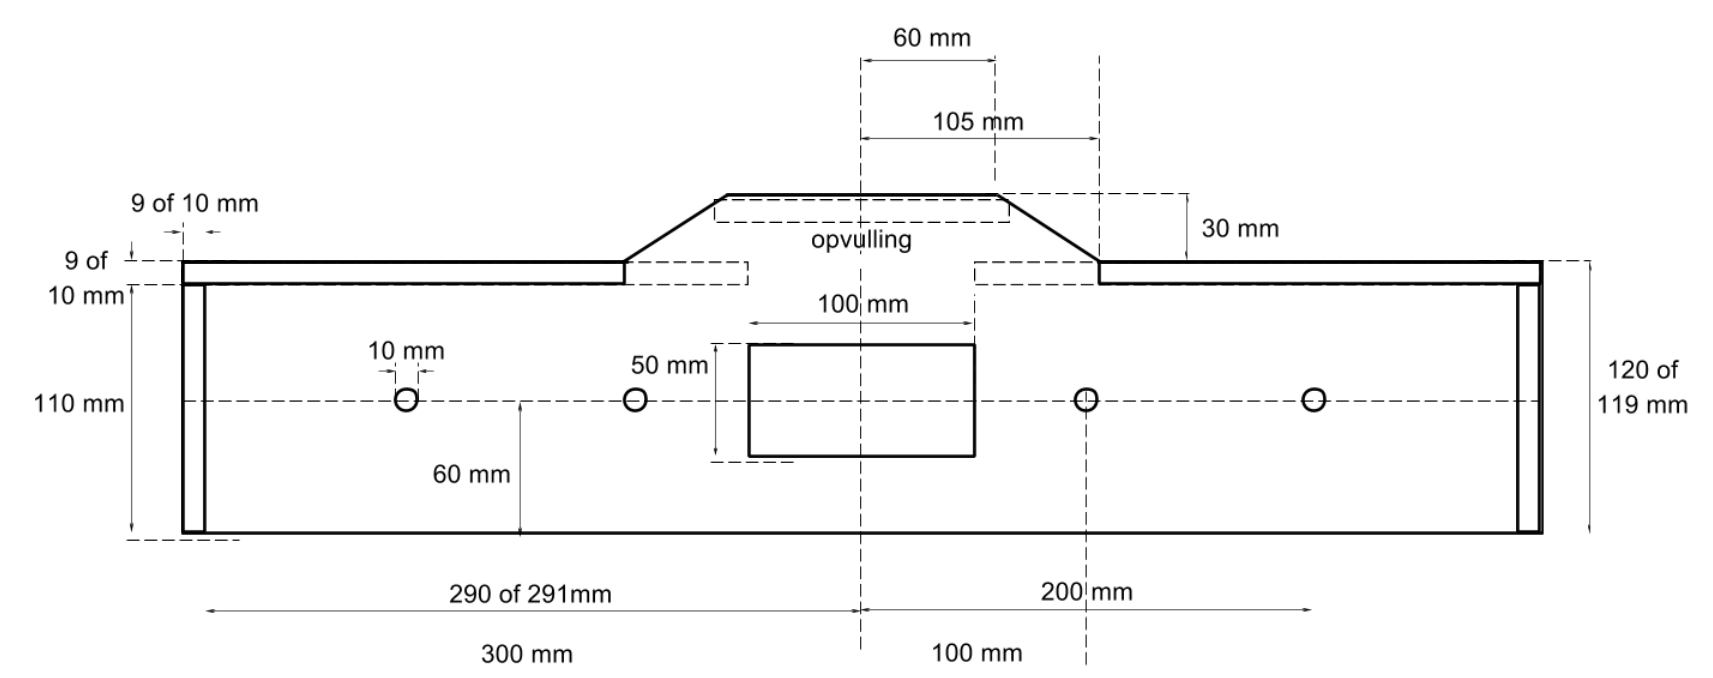 60 mm
105 mm
9 of 10 mm
30 mm
opvulling
9 of
10 mm
100 mm
10 mm
50 mm
120 of
119 mm
110 mm
60 mm
290 of 291mm
200 mm
300 mm
100 mm